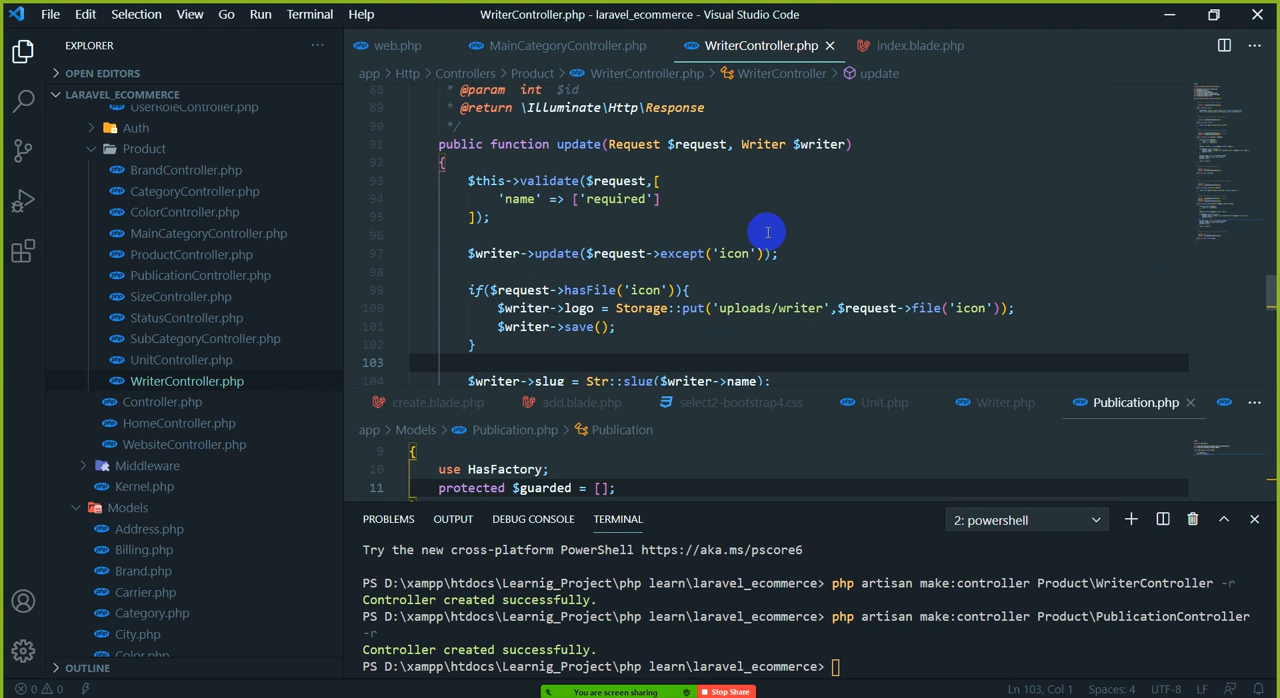 File Edit Selection View Go Run Terminal Help WriterController.php - laravel_ecommerce - Visual Studio Code
EXPLORER
OPEN EDITORS
LARAVEL_ECOMMERCE
UserRoleController.php
Auth
Product
BrandController.php
CategoryController.php
ColorController.php
MainCategoryController.php
ProductController.php
PublicationController.php
SizeController.php
StatusController.php
SubCategoryController.php
UnitController.php
WriterController.php
Controller.php
HomeController.php
WebsiteController.php
Middleware
Kernel.php
Models
Address.php
Billing.php
Brand.php
Carrier.php
Category.php
City.php
Color.php
OUTLINE
web.php MainCategoryController.php WriterController.php index.blade.php
app > Http > Controllers > Product > WriterController.php > WriterController > update
88 * @param int $id
89 * @return \Illuminate\Http\Response
90 */
91 public function update(Request $request, Writer $writer)
92 {
93 $this->validate($request,[
94 'name' => ['required']
95 ]);
96
97 $writer->update($request->except('icon'));
98
99 if($request->hasFile('icon')){
100 $writer->logo = Storage::put('uploads/writer',$request->file('icon'));
101 $writer->save();
102 }
103
104 $writer->slug = Str::slug($writer->name);
create.blade.php add.blade.php select2-bootstrap4.css Unit.php Writer.php Publication.php
app > Models > Publication.php > Publication
9 {
10 use HasFactory;
11 protected $guarded = [];
PROBLEMS OUTPUT DEBUG CONSOLE TERMINAL 2: powershell
Try the new cross-platform PowerShell https://aka.ms/pscore6
PS D:\xampp\htdocs\Learnig_Project\php learn\laravel_ecommerce> php artisan make:controller Product\WriterController -r
Controller created successfully.
PS D:\xampp\htdocs\Learnig_Project\php learn\laravel_ecommerce> php artisan make:controller Product\PublicationController
-r
Controller created successfully.
PS D:\xampp\htdocs\Learnig_Project\php learn\laravel_ecommerce>
0 0 Ln 103, Col 1 Spaces: 4 UTF-8 LF
You are screen sharing Stop Share